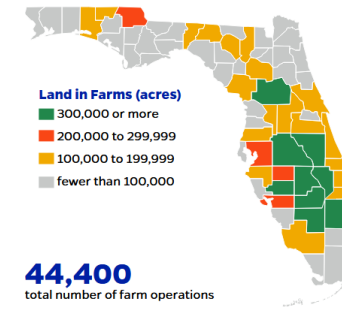 Land in Farms (acres)
300,000 or more
200,000 to 299,999
100,000 to 199,999
fewer than 100,000
44,400
total number of farm operations